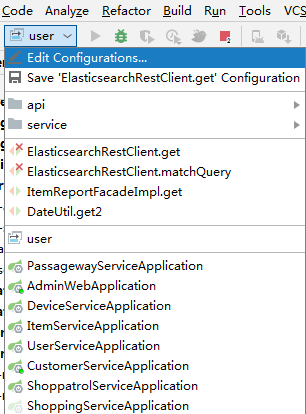 Code Analyze Refactor Build Run Tools VCS
user
Edit Configurations...
Save 'ElasticsearchRestClient.get' Configuration
api
service
ElasticsearchRestClient.get
ElasticsearchRestClient.matchQuery
ItemReportFacadeImpl.get
DateUtil.get2
user
PassagewayServiceApplication
AdminWebApplication
DeviceServiceApplication
ItemServiceApplication
UserServiceApplication
CustomerServiceApplication
ShoppatrolServiceApplication
ShoppingServiceApplication